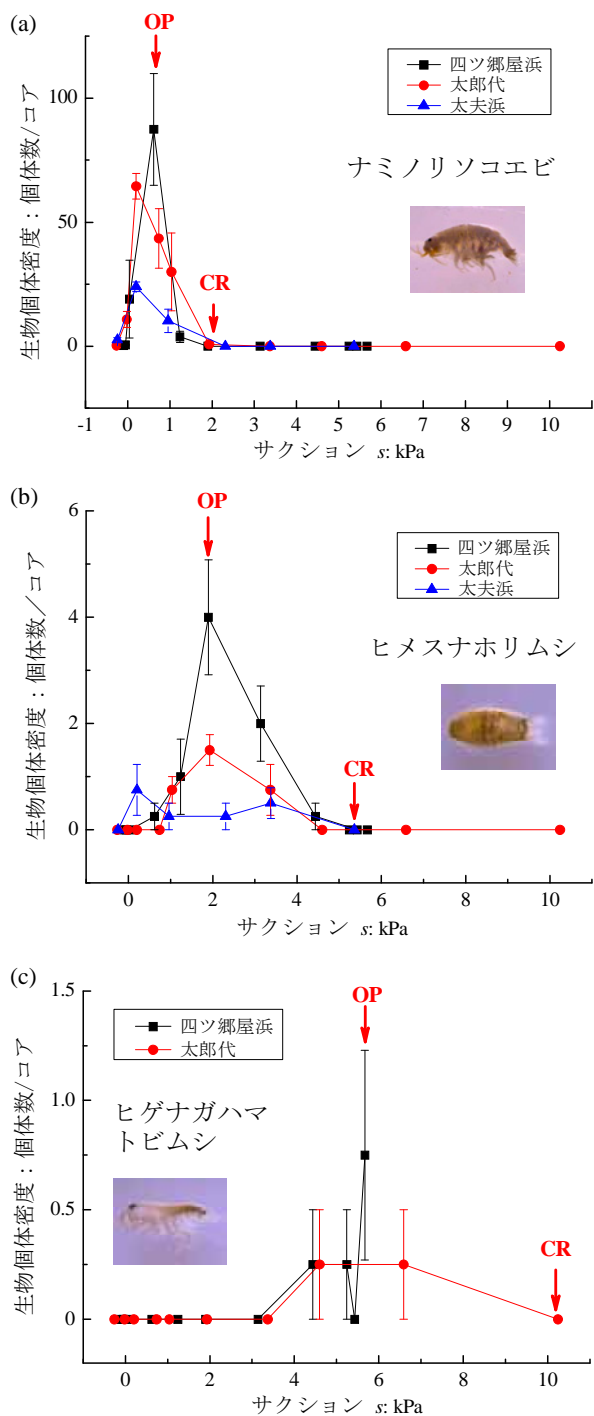 (a)
OP
四ツ郷屋浜
太郎代
太夫浜
ナミノリソコエビ
CR
生物個体密度：個体数/コア
100
50
0
-1 0 1 2 3 4 5 6 7 8 9 10
サクション s: kPa
(b)
OP
四ツ郷屋浜
太郎代
太夫浜
ヒメスナホリムシ
CR
生物個体密度：個体数／コア
6
4
2
0
0 2 4 6 8 10
サクション s: kPa
(c)
OP
四ツ郷屋浜
太郎代
ヒゲナガハマ
トビムシ
CR
生物個体密度：個体数/コア
1.5
1.0
0.5
0
0 2 4 6 8 10
サクション s: kPa